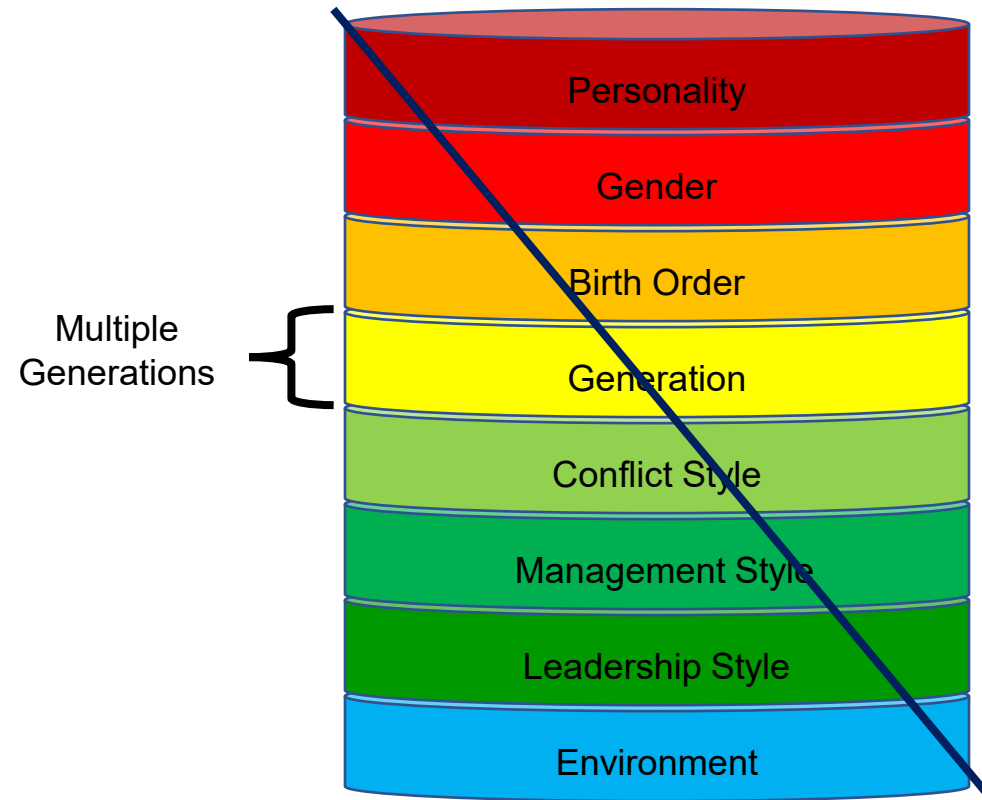 Personality
Gender
Birth Order
Multiple
Generations
Generation
Conflict Style
Management Style
Leadership Style
Environment